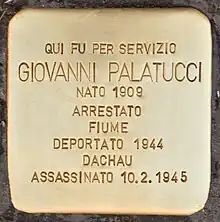 QUI FU PER SERVIZIO
GIOVANNI PALATUCCI
NATO 1909
ARRESTATO
FIUME
DEPORTATO 1944
DACHAU
ASSASSINATO 10.2.1945